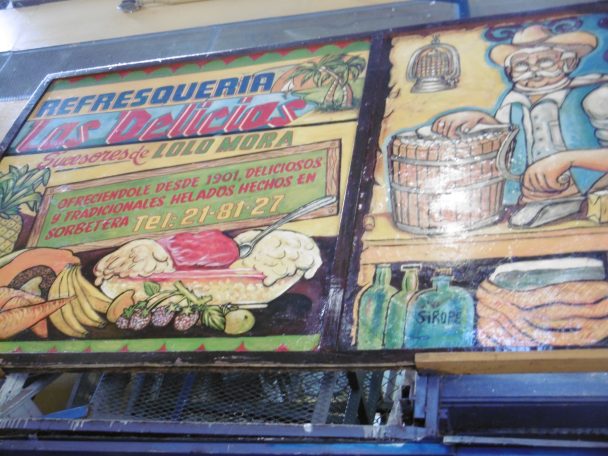 REFRESQUERIA
Las Delicias
Sucesores de LOLO MORA
OFRECIENDOLE DESDE 1901, DELICIOSOS
Y TRADICIONALES HELADOS HECHOS EN
SORBETERA Tel: 21-81-27
SIROPE